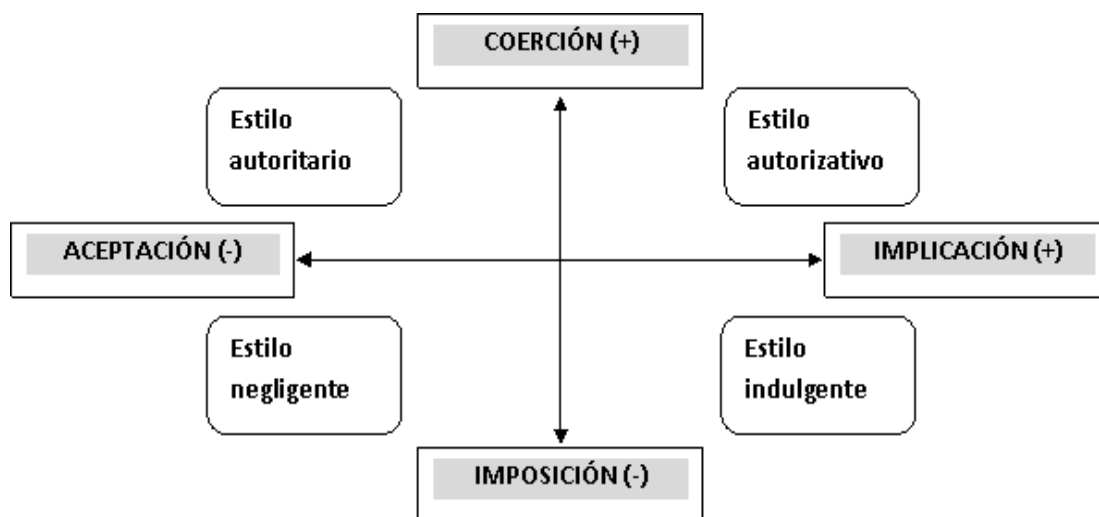 COERCIÓN (+)
Estilo
autoritario
Estilo
autorizativo
ACEPTACIÓN (-)
IMPLICACIÓN (+)
Estilo
negligente
Estilo
indulgente
IMPOSICIÓN (-)